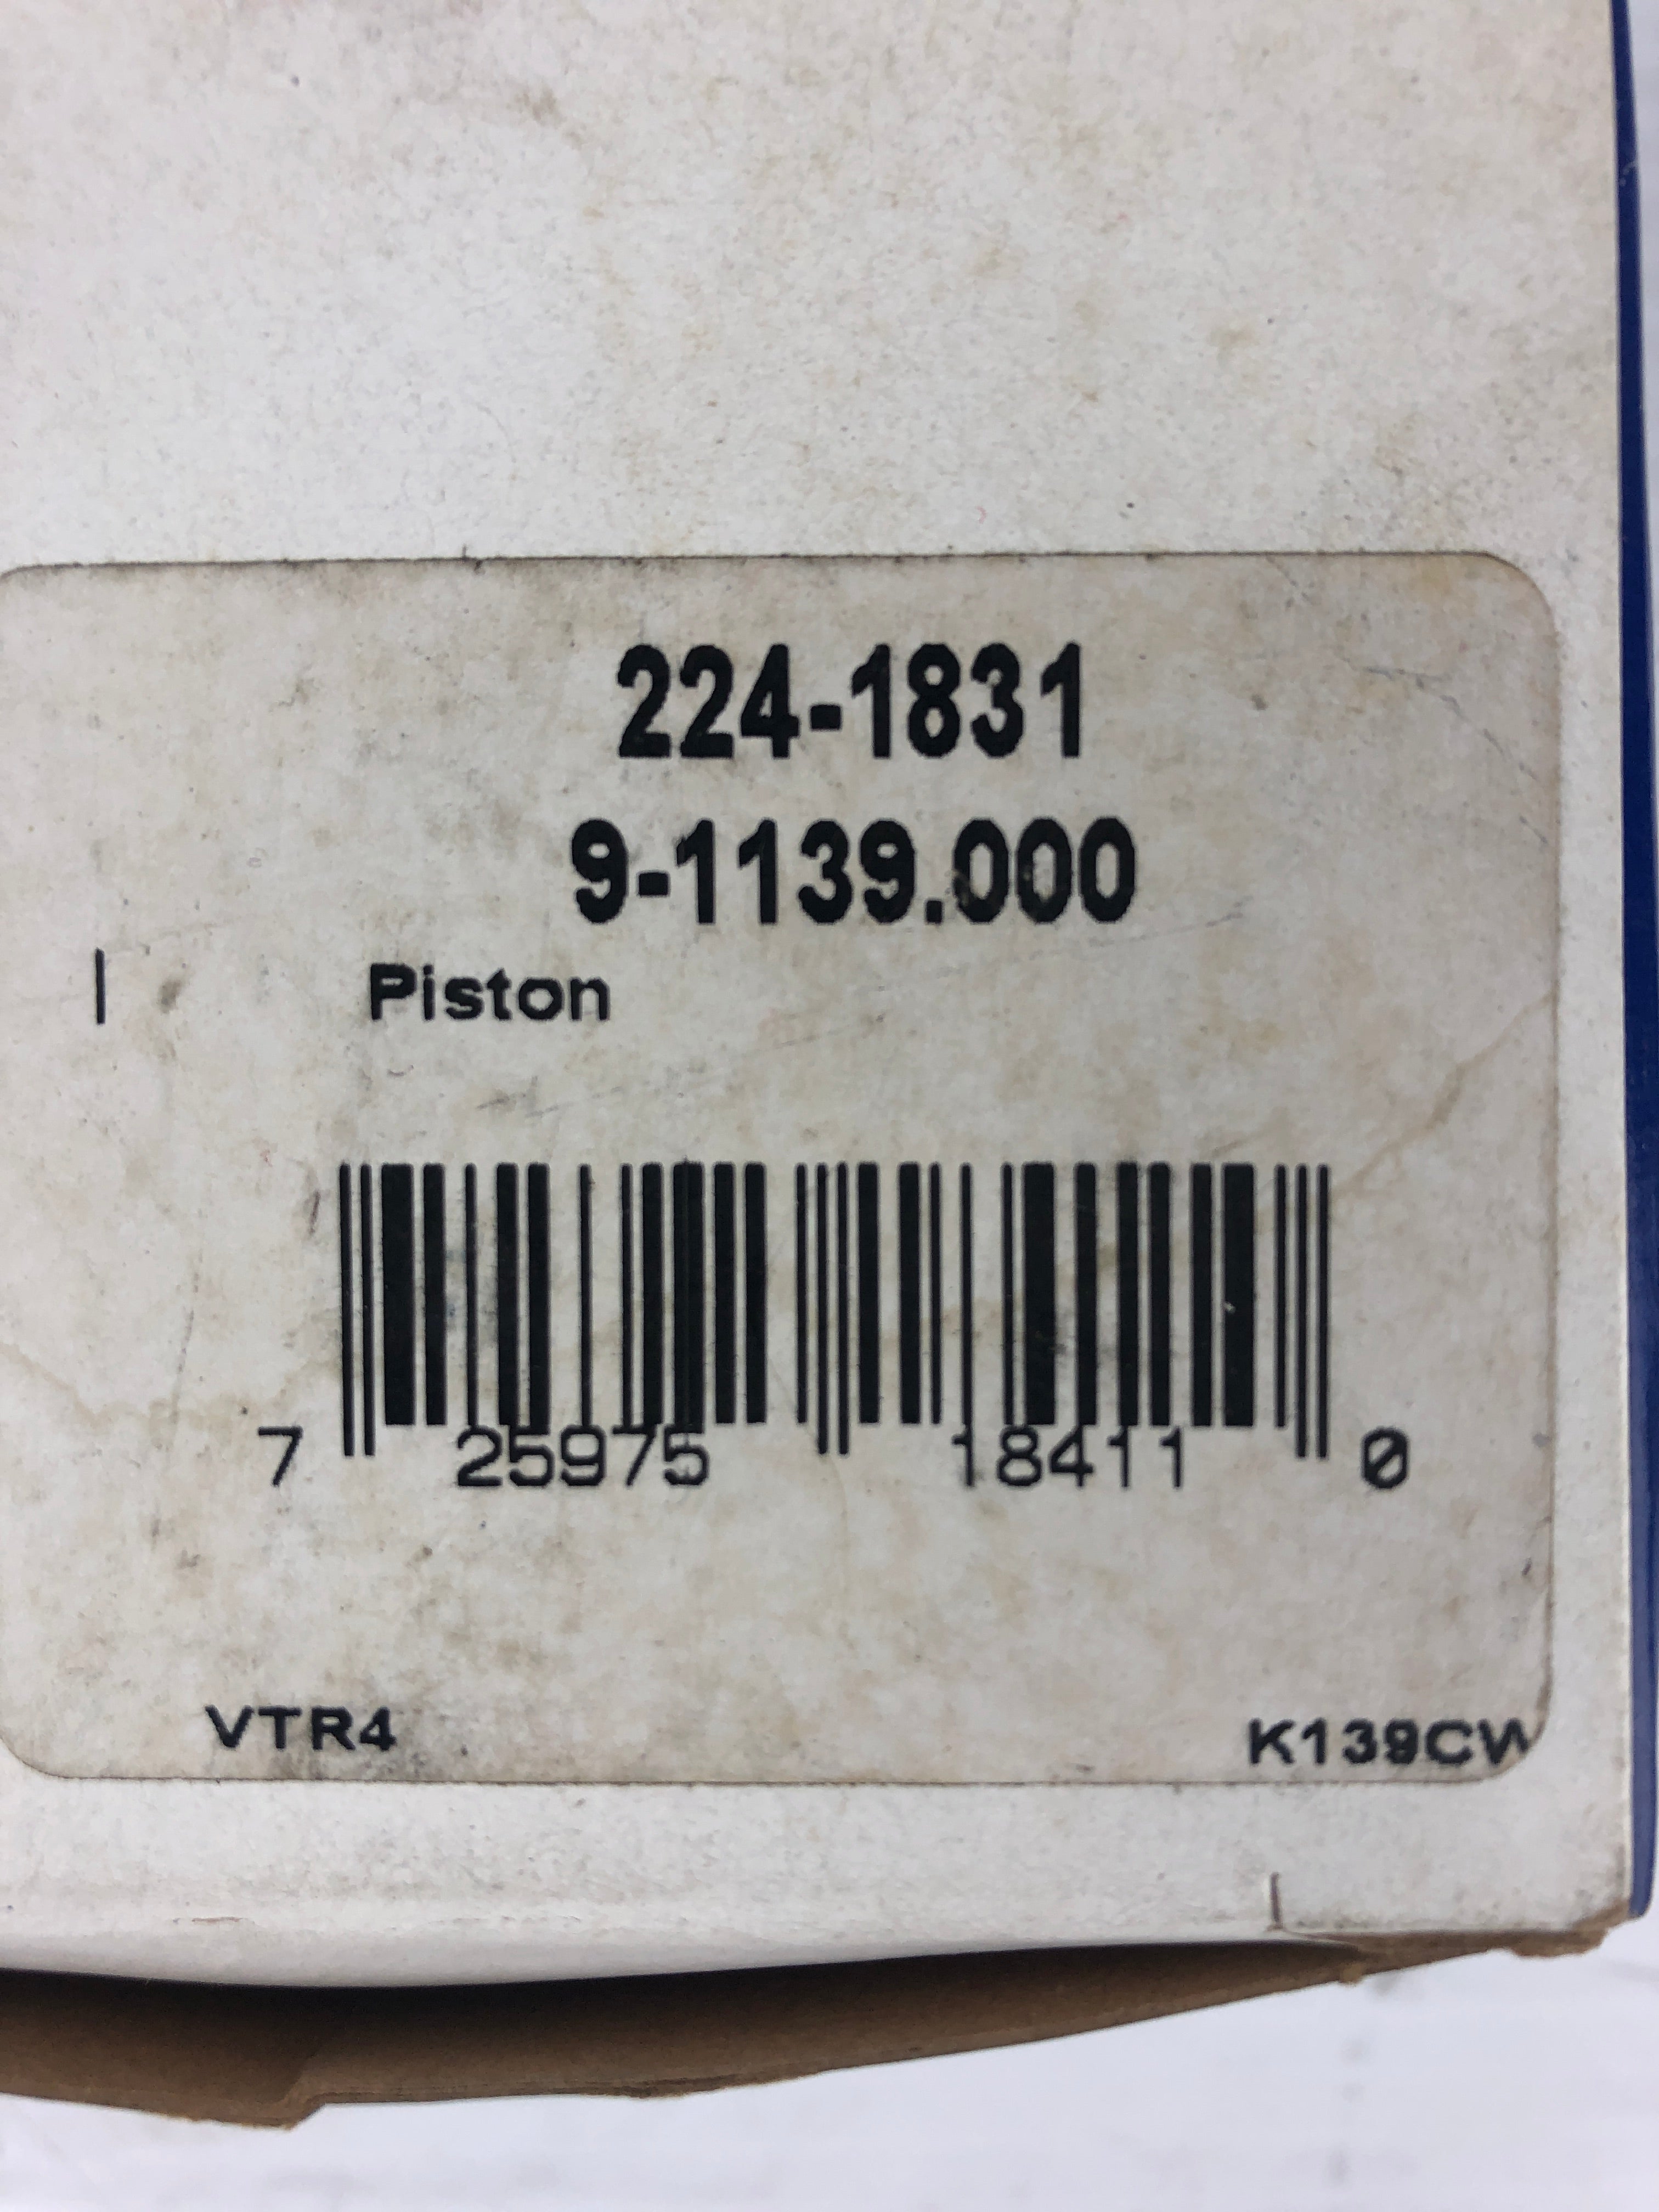 224-1831
9-1139.000
| Piston
7 25975 18411 0
VTR4 K139CW